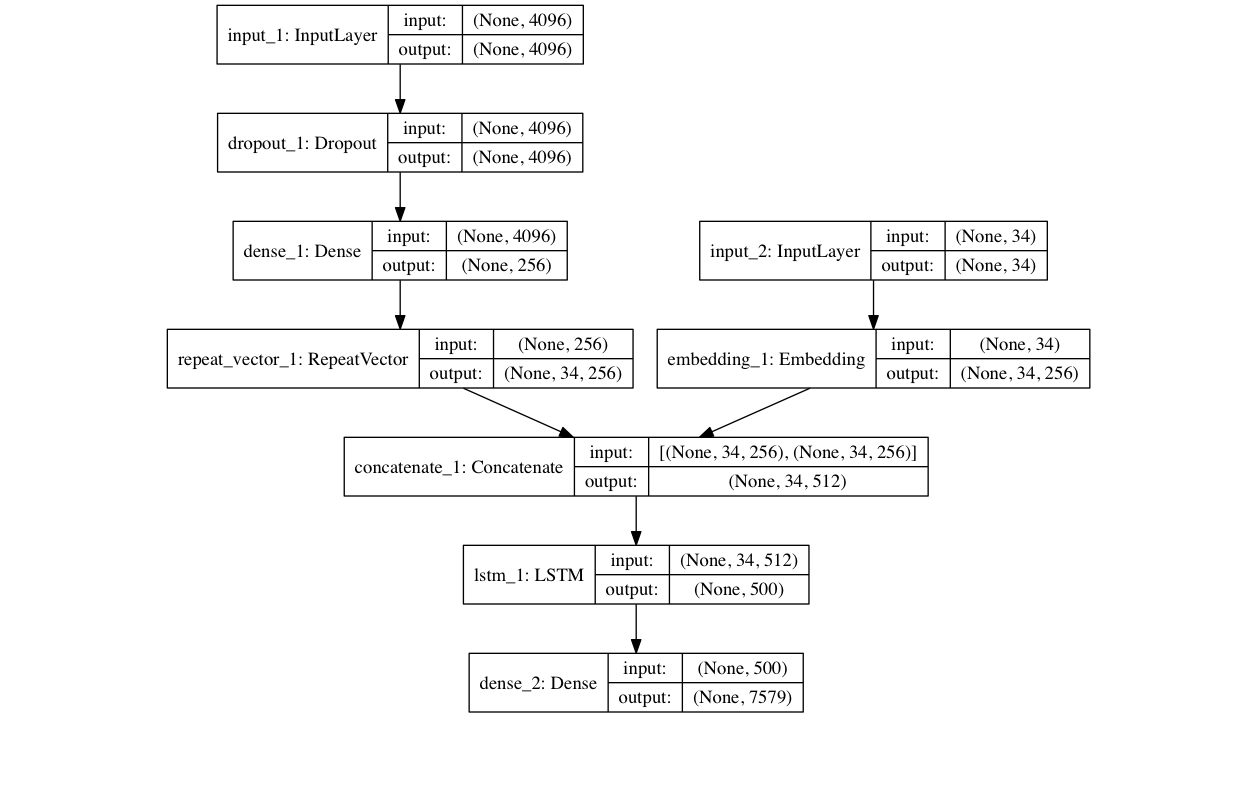 input_1: InputLayer
input: (None, 4096)
output: (None, 4096)
dropout_1: Dropout
input: (None, 4096)
output: (None, 4096)
dense_1: Dense
input: (None, 4096)
output: (None, 256)
input_2: InputLayer
input: (None, 34)
output: (None, 34)
repeat_vector_1: RepeatVector
input: (None, 256)
output: (None, 34, 256)
embedding_1: Embedding
input: (None, 34)
output: (None, 34, 256)
concatenate_1: Concatenate
input: [(None, 34, 256), (None, 34, 256)]
output: (None, 34, 512)
lstm_1: LSTM
input: (None, 34, 512)
output: (None, 500)
dense_2: Dense
input: (None, 500)
output: (None, 7579)